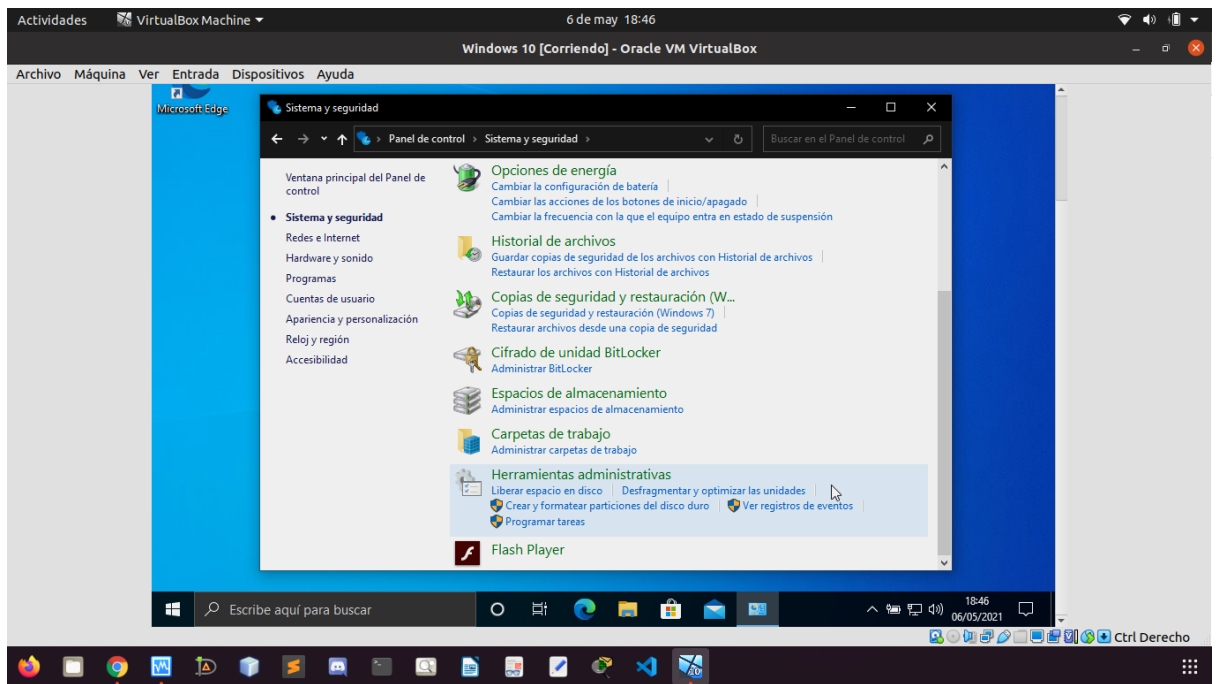 Actividades VirtualBox Machine 6 de may 18:46
Windows 10 [Corriendo] - Oracle VM VirtualBox
Archivo Máquina Ver Entrada Dispositivos Ayuda
Microsoft Edge
Sistema y seguridad
Panel de control Sistema y seguridad Buscar en el Panel de control
Ventana principal del Panel de
control
Sistema y seguridad
Redes e Internet
Hardware y sonido
Programas
Cuentas de usuario
Apariencia y personalización
Reloj y región
Accesibilidad
Opciones de energía
Cambiar la configuración de batería
Cambiar las acciones de los botones de inicio/apagado
Cambiar la frecuencia con la que el equipo entra en estado de suspensión
Historial de archivos
Guardar copias de seguridad de los archivos con Historial de archivos
Restaurar los archivos con Historial de archivos
Copias de seguridad y restauración (W...
Copias de seguridad y restauración (Windows 7)
Restaurar archivos desde una copia de seguridad
Cifrado de unidad BitLocker
Administrar BitLocker
Espacios de almacenamiento
Administrar espacios de almacenamiento
Carpetas de trabajo
Administrar carpetas de trabajo
Herramientas administrativas
Liberar espacio en disco Desfragmentar y optimizar las unidades
Crear y formatear particiones del disco duro Ver registros de eventos
Programar tareas
Flash Player
Escribe aquí para buscar
18:46
06/05/2021
Ctrl Derecho